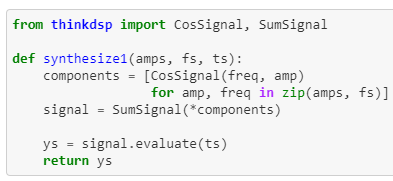 from thinkdsp import CosSignal, SumSignal
def synthesize1(amps, fs, ts):
    components = [CosSignal(freq, amp)
                  for amp, freq in zip(amps, fs)]
    signal = SumSignal(*components)
    ys = signal.evaluate(ts)
    return ys